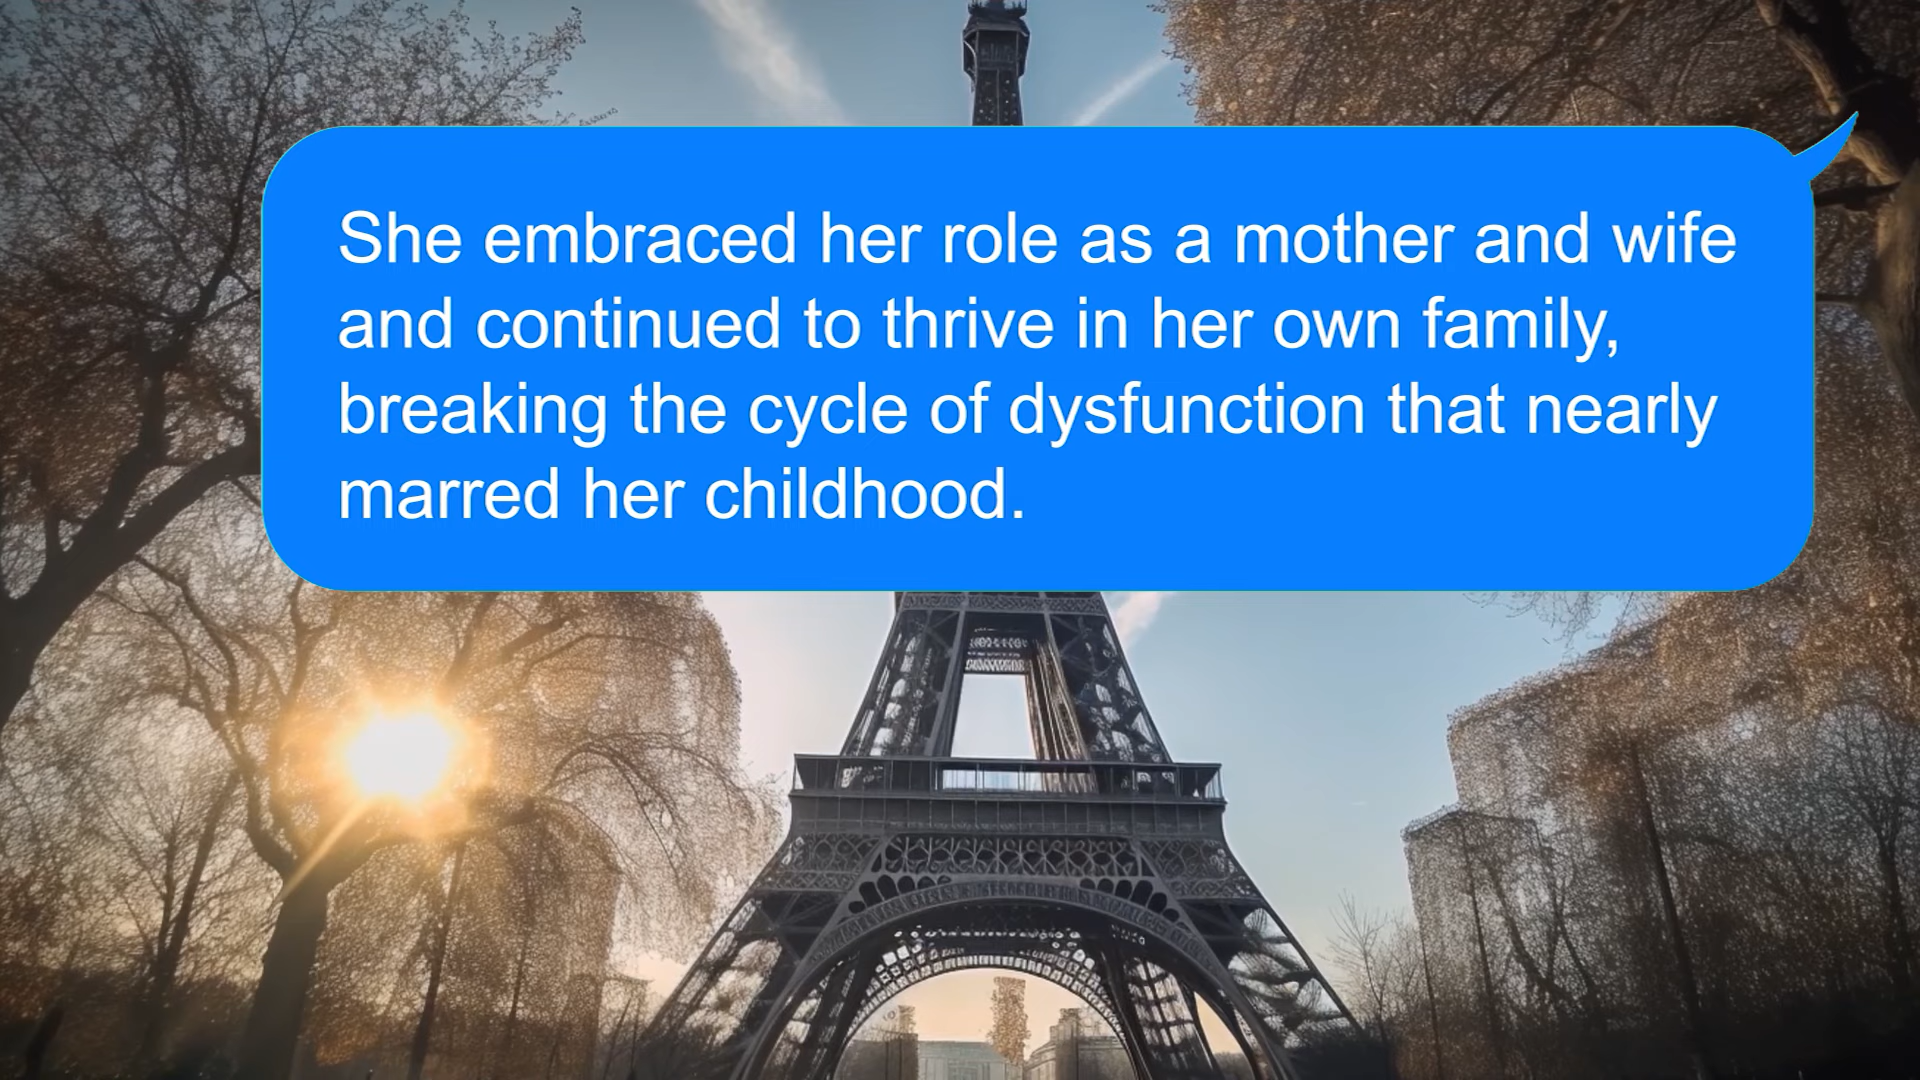 She embraced her role as a mother and wife
and continued to thrive in her own family,
breaking the cycle of dysfunction that nearly
marred her childhood.